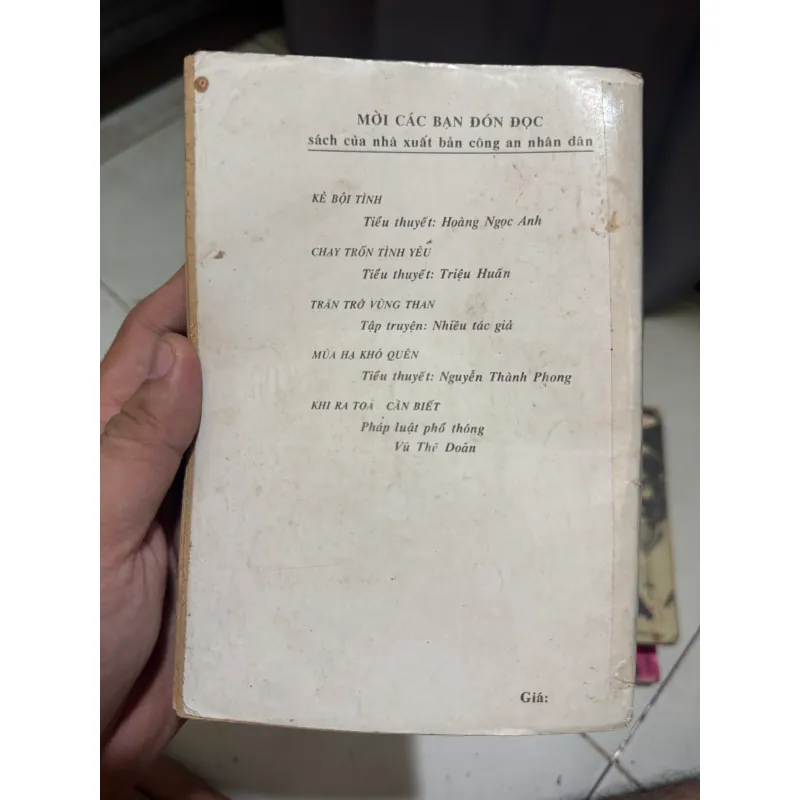 MỜI CÁC BẠN ĐÓN ĐỌC
sách của nhà xuất bản công an nhân dân
KẺ BỘI TÌNH
Tiểu thuyết: Hoàng Ngọc Anh
CHẠY TRỐN TÌNH YÊU
Tiểu thuyết: Triệu Huấn
TRĂN TRỞ VÙNG THAN
Tập truyện: Nhiều tác giả
MÙA HẠ KHÓ QUÊN
Tiểu thuyết: Nguyễn Thành Phong
KHI RA TOÀ CẦN BIẾT
Pháp luật phổ thông
Vũ Thế Doãn
Giá: